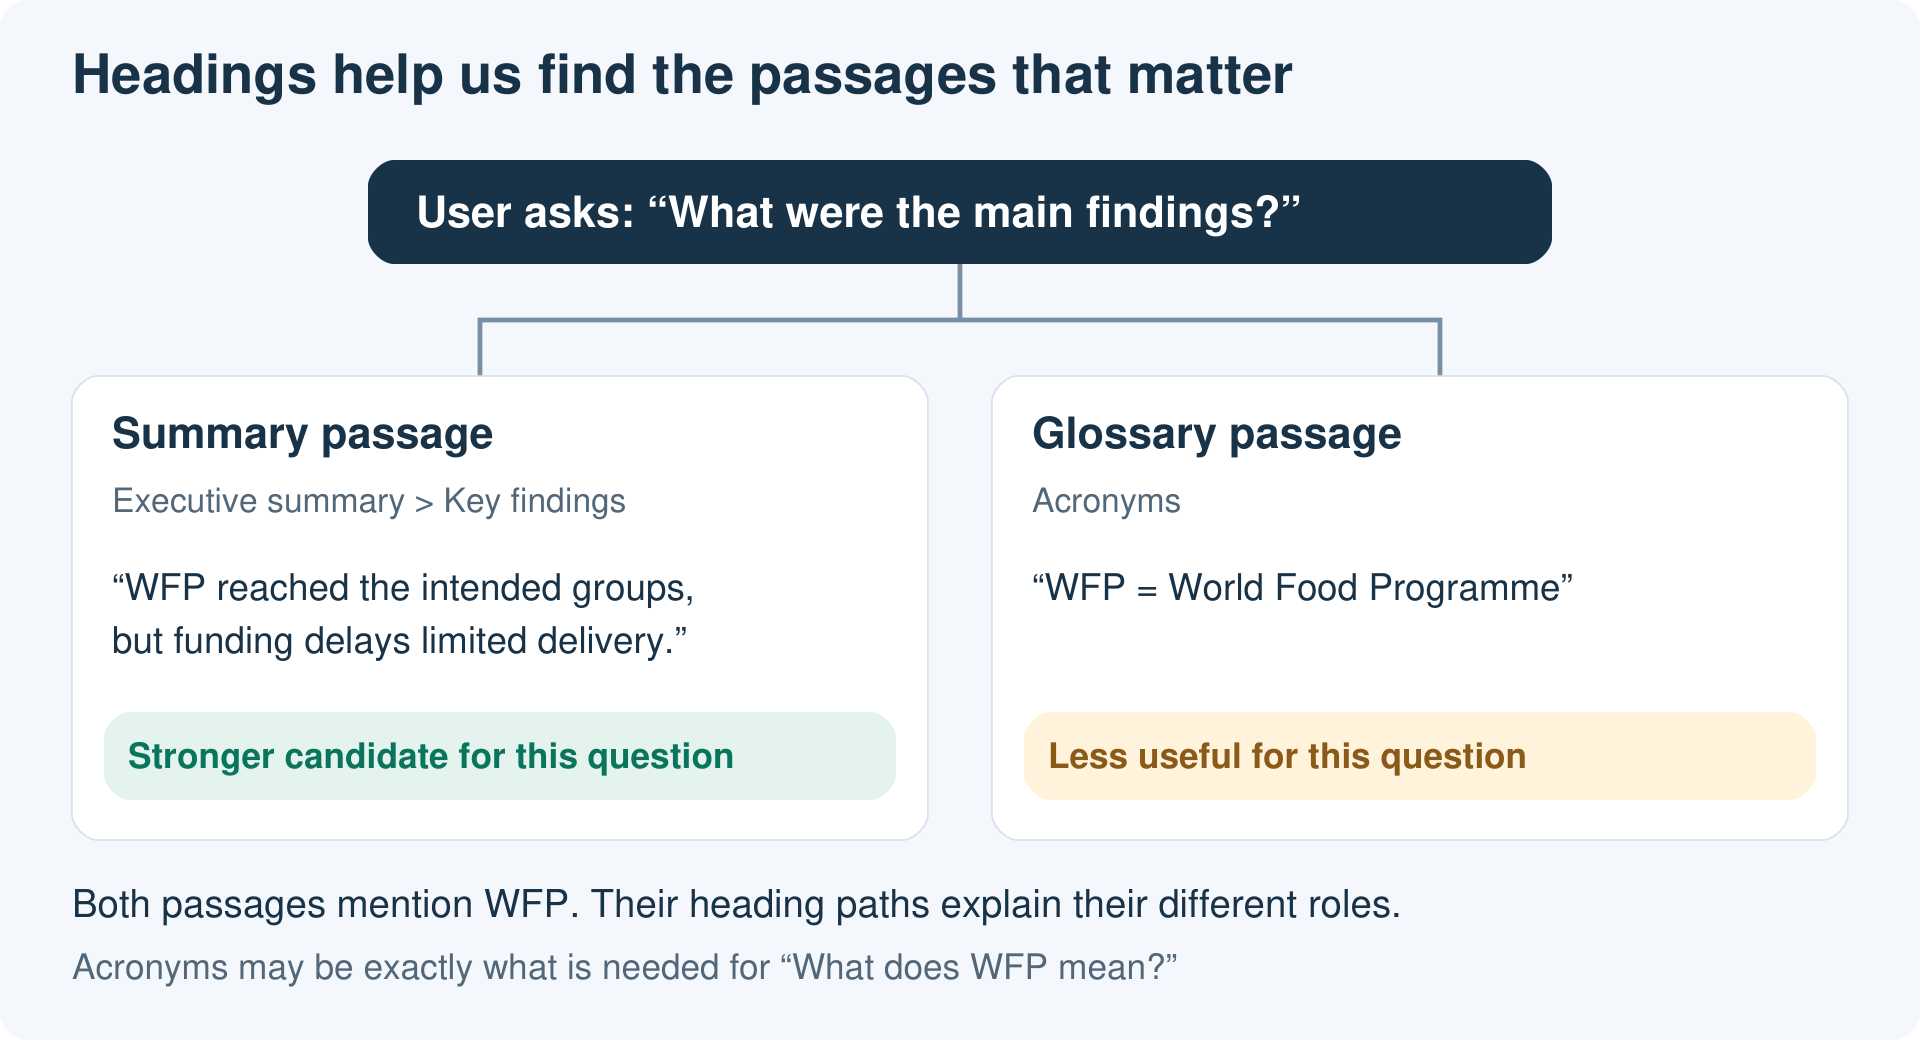 Headings help us find the passages that matter
User asks: “What were the main findings?”
Summary passage
Executive summary > Key findings
“WFP reached the intended groups,
but funding delays limited delivery.”
Stronger candidate for this question
Glossary passage
Acronyms
“WFP = World Food Programme”
Less useful for this question
Both passages mention WFP. Their heading paths explain their different roles.
Acronyms may be exactly what is needed for “What does WFP mean?”